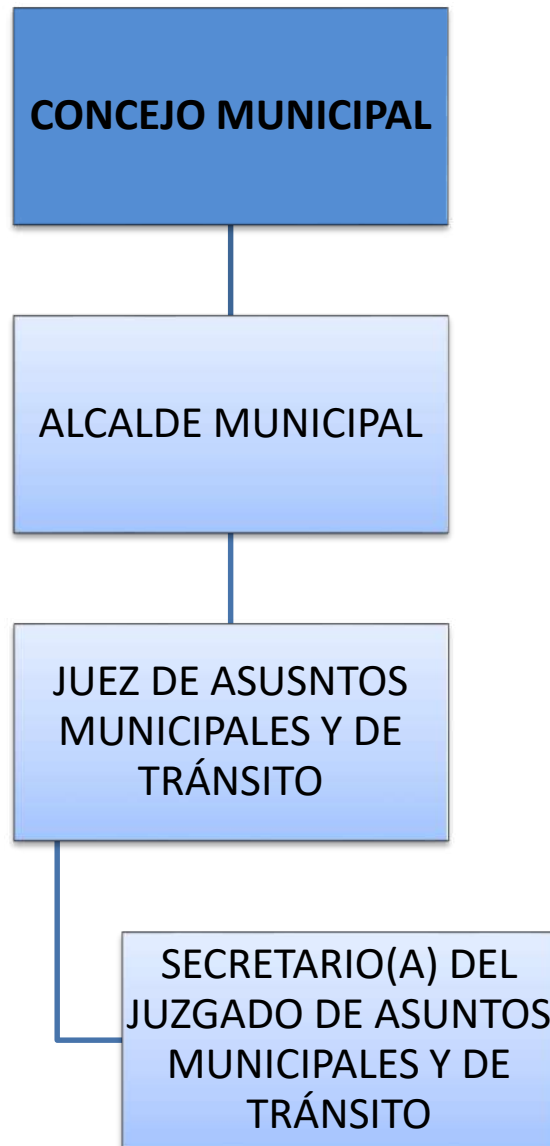 CONCEJO MUNICIPAL
ALCALDE MUNICIPAL
JUEZ DE ASUSNTOS
MUNICIPALES Y DE
TRÁNSITO
SECRETARIO(A) DEL
JUZGADO DE ASUNTOS
MUNICIPALES Y DE
TRÁNSITO